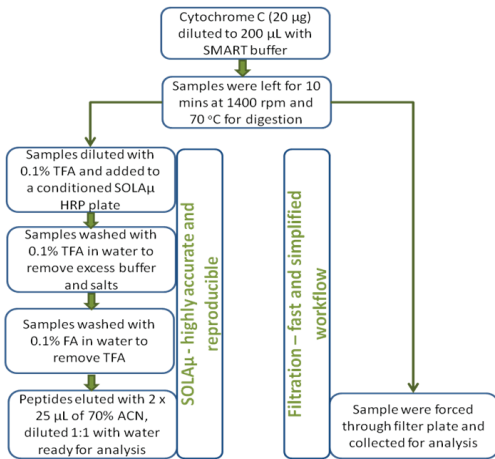 Cytochrome C (20 µg)
diluted to 200 µL with
SMART buffer
Samples were left for 10
mins at 1400 rpm and
70 °C for digestion
Samples diluted with
0.1% TFA and added to
a conditioned SOLAµ
HRP plate
Samples washed with
0.1% TFA in water to
remove excess buffer
and salts
Samples washed with
0.1% FA in water to
remove TFA
Peptides eluted with 2 x
25 µL of 70% ACN,
diluted 1:1 with water
ready for analysis
SOLAµ - highly accurate and
reproducible
Filtration – fast and simplified
workflow
Sample were forced
through filter plate and
collected for analysis